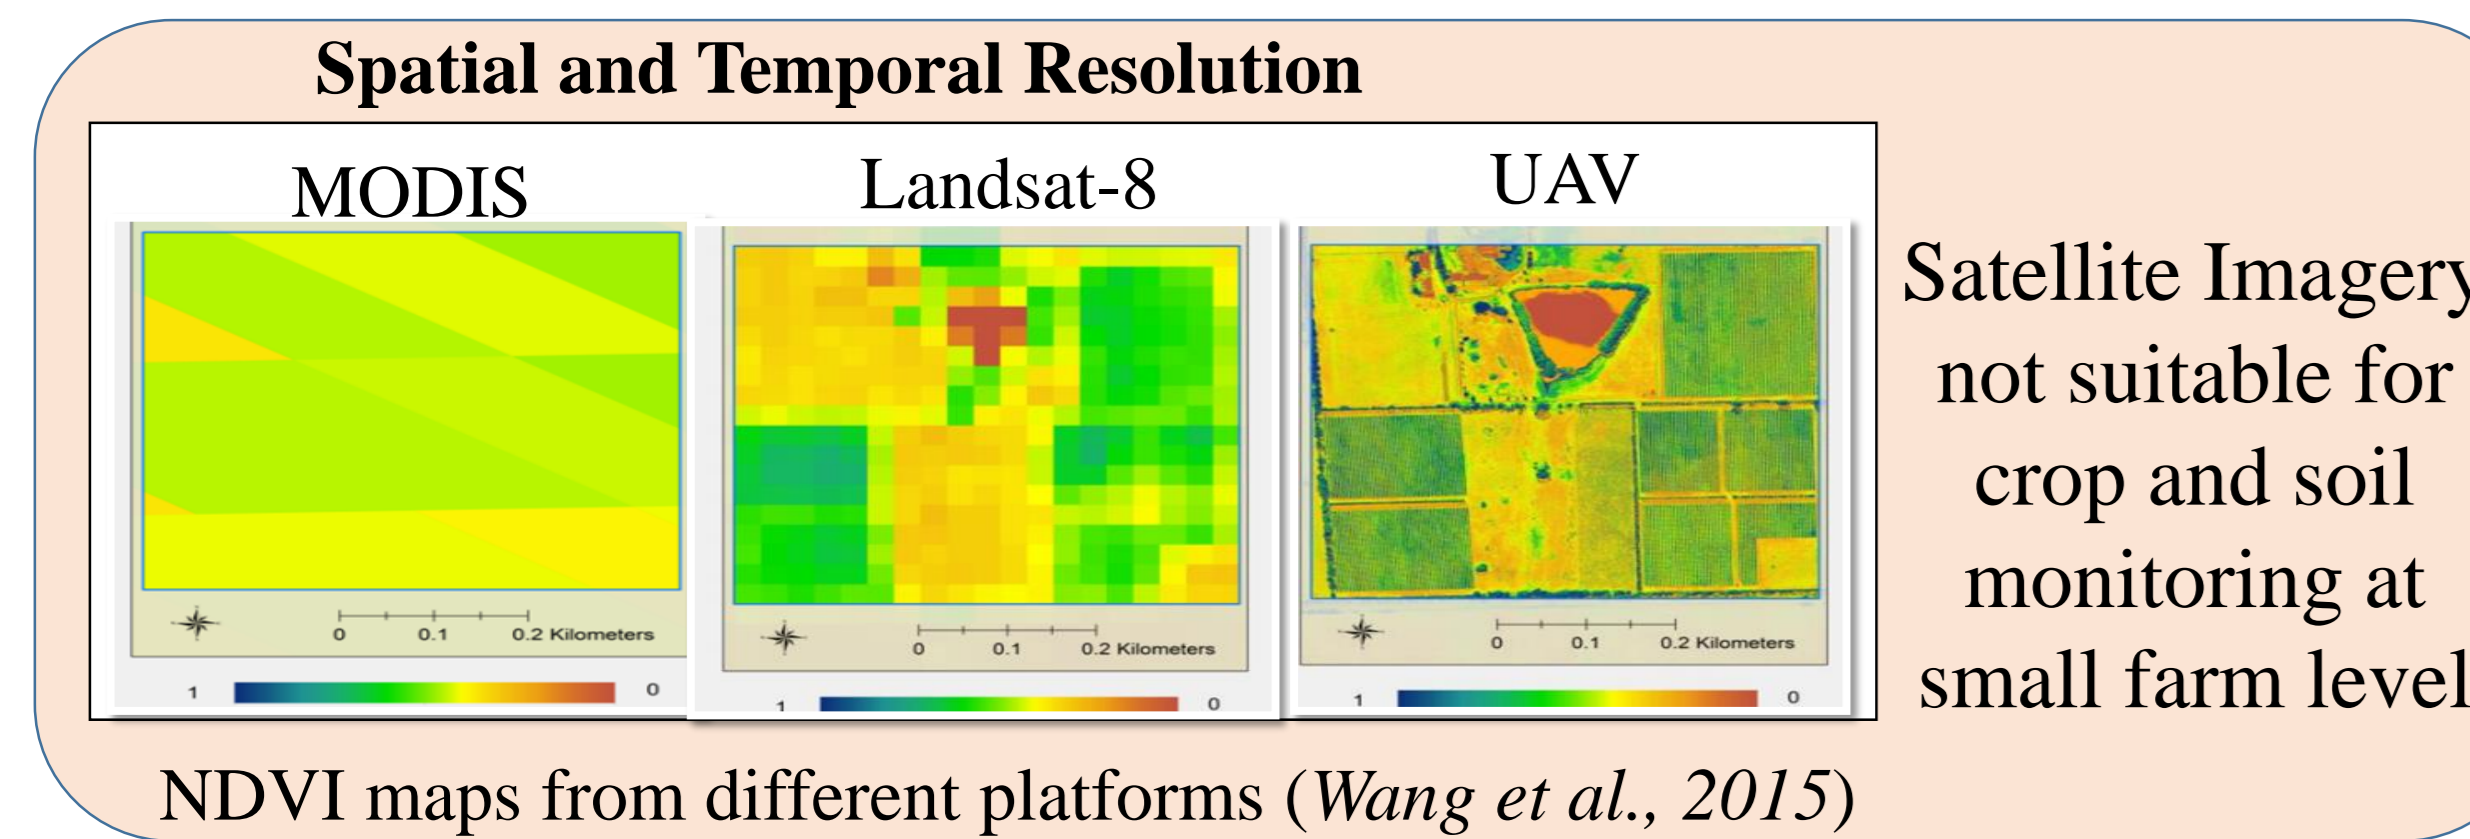 Spatial and Temporal Resolution
MODIS
Landsat-8
UAV
0 0.1 0.2 Kilometers
1 0
0 0.1 0.2 Kilometers
1 0
0 0.1 0.2 Kilometers
1 0
Satellite Imagery
not suitable for
crop and soil
monitoring at
small farm level
NDVI maps from different platforms (Wang et al., 2015)